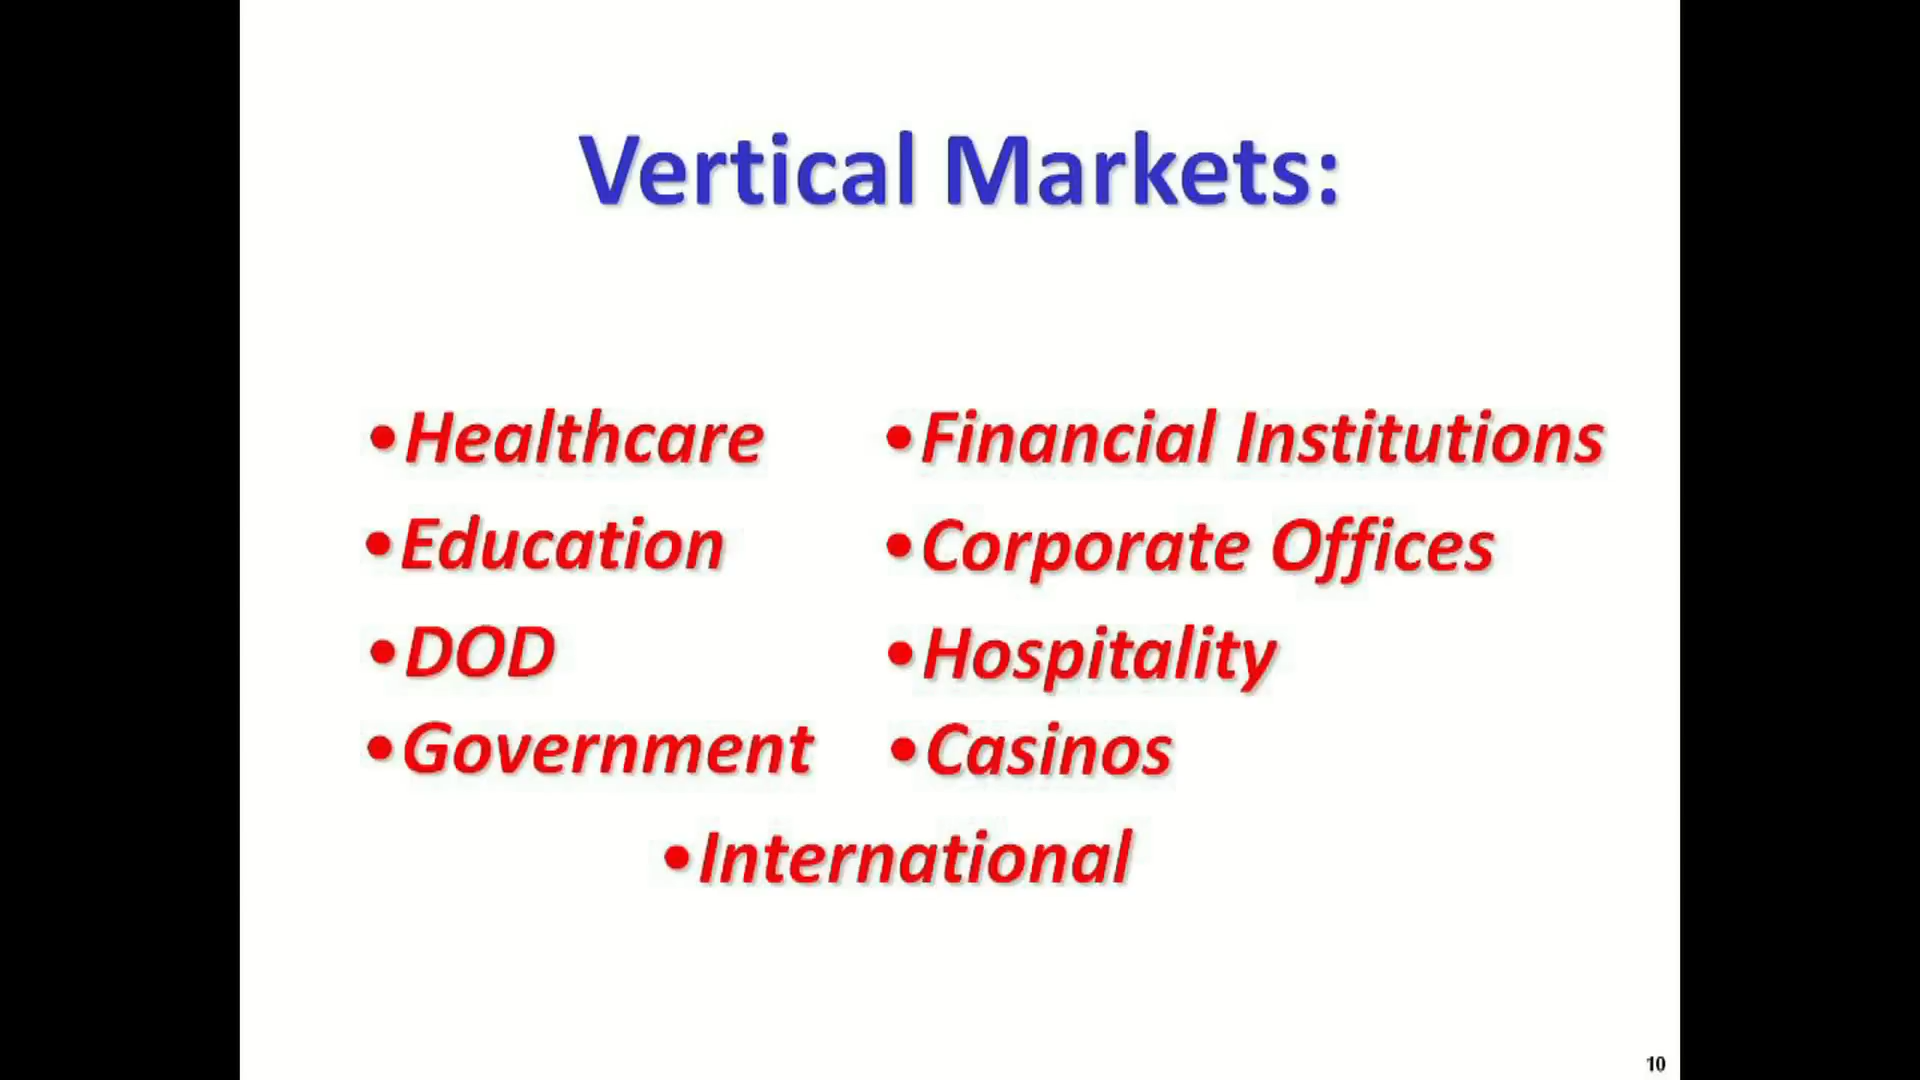 Vertical Markets:
•Healthcare
•Education
•DOD
•Government
•Financial Institutions
•Corporate Offices
•Hospitality
•Casinos
•International
10